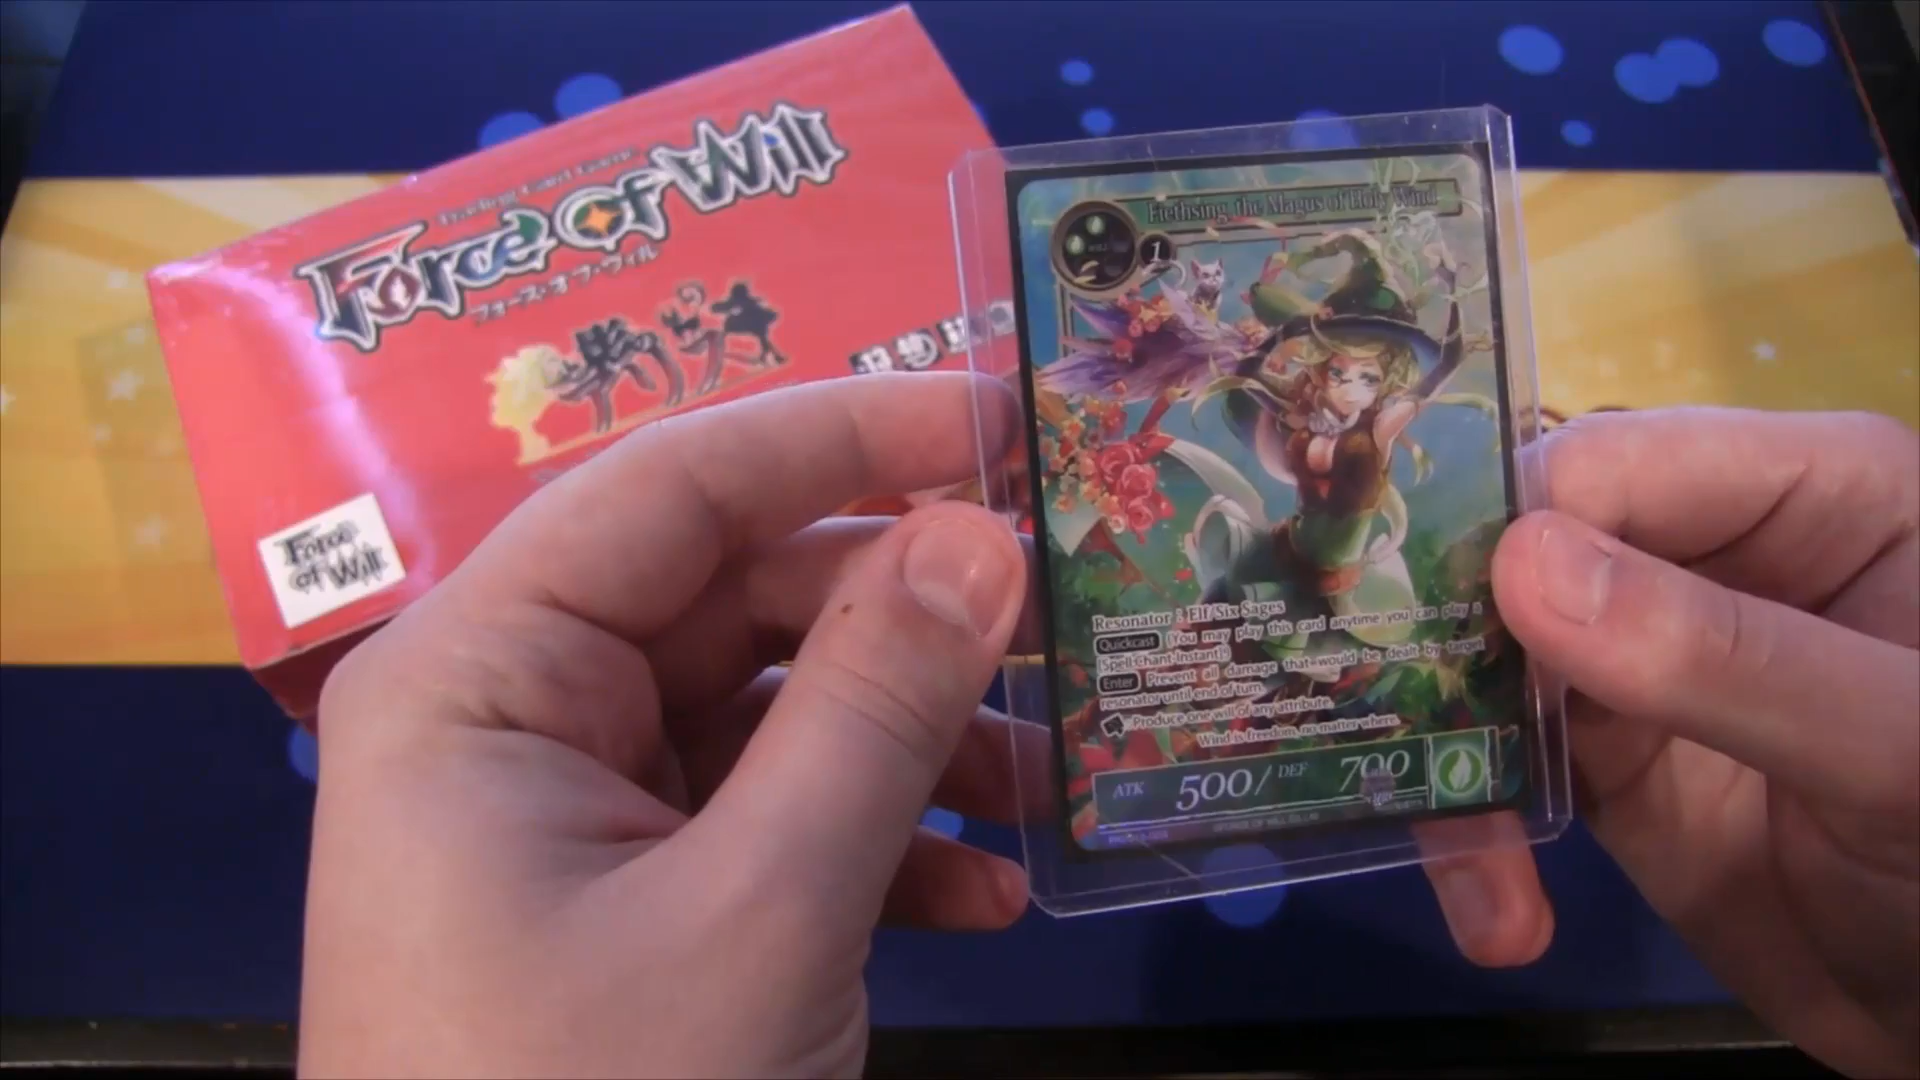 Trading Card Game
Force Of Will
フォース・オブ・ウィル
Force
of Will
Fiethsing, the Magus of Holy Wind
1
Resonator : Elf/Six Sages
Quickcast (You may play this card anytime you can play a
[Spell:Chant-Instant].)
Enter Prevent all damage that would be dealt by target
resonator until end of turn.
Produce one will of any attribute.
Wind is freedom, no matter where.
ATK 500/ DEF 700